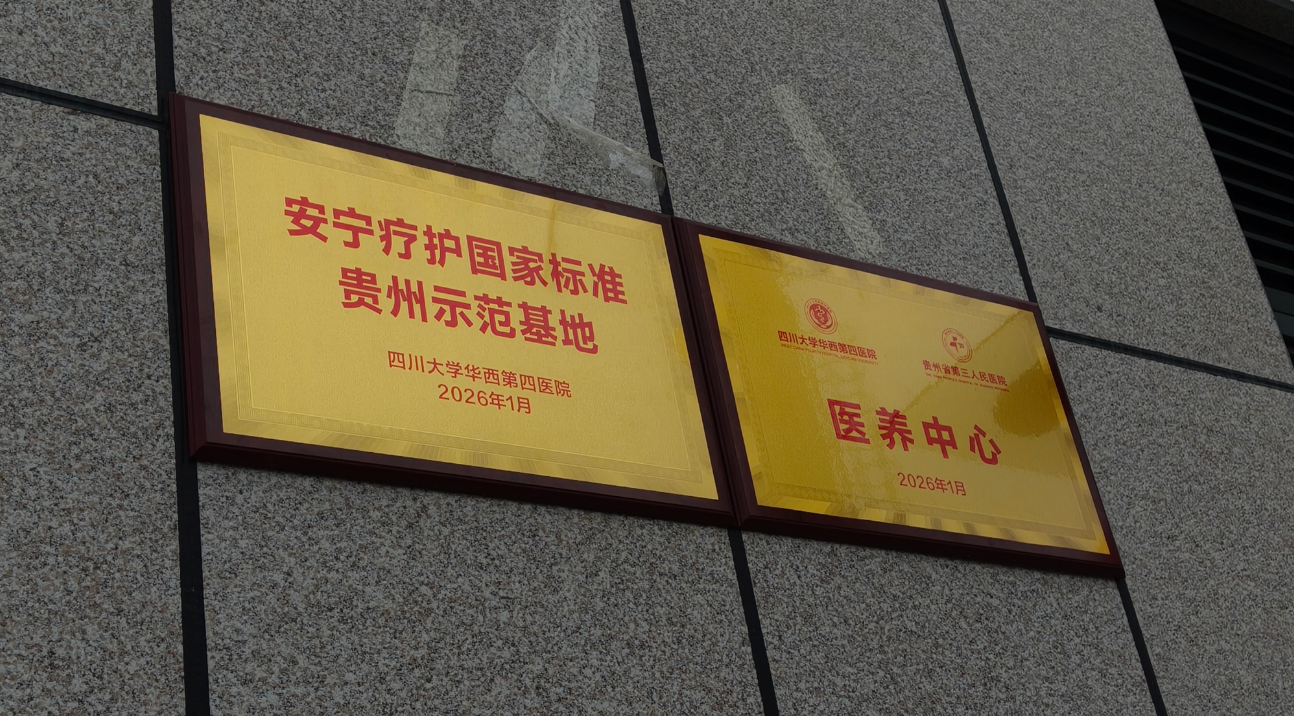 安宁疗护国家标准
贵州示范基地
四川大学华西第四医院
2026年1月
四川大学华西第四医院
贵州省第三人民医院
医养中心
2026年1月